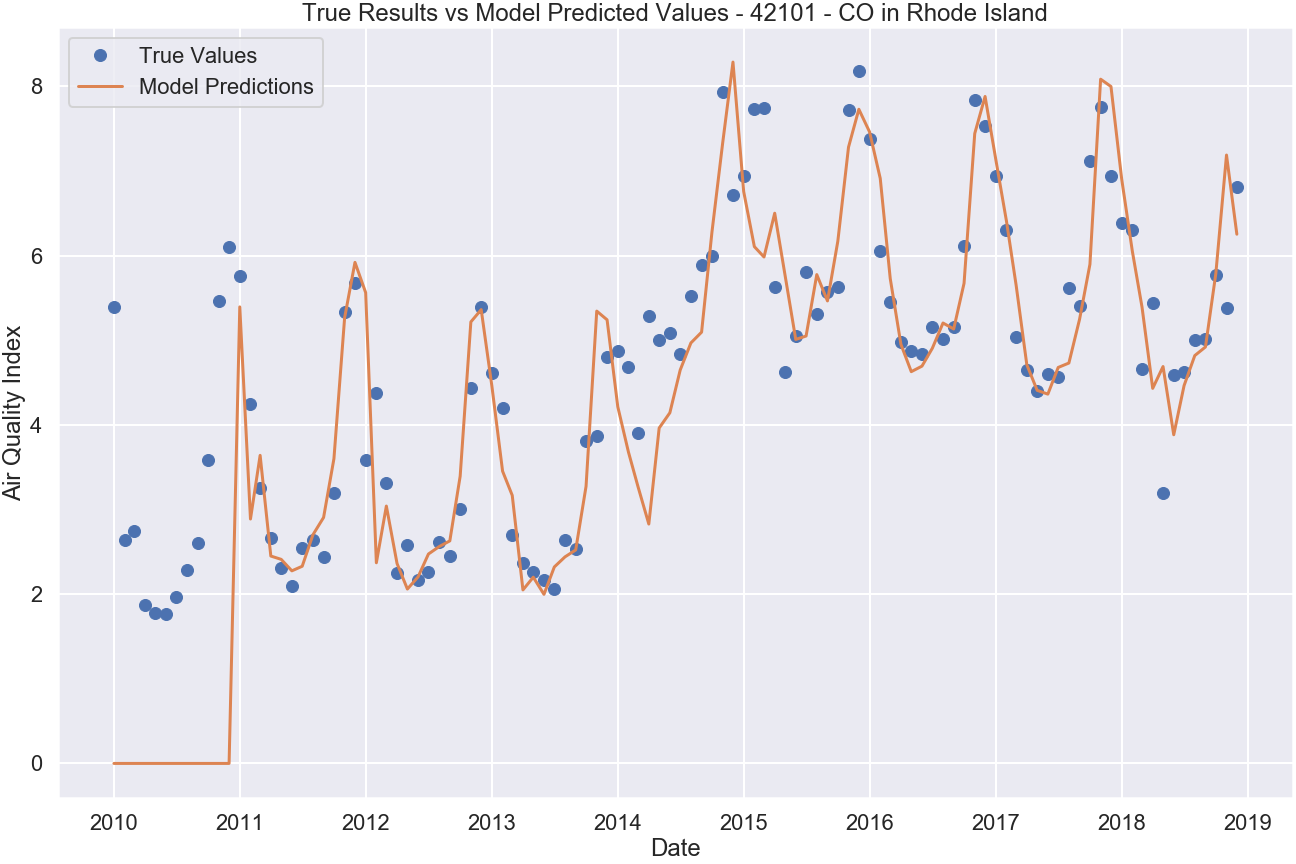 True Results vs Model Predicted Values - 42101 - CO in Rhode Island
True Values
Model Predictions
Air Quality Index
8
6
4
2
0
2010 2011 2012 2013 2014 2015 2016 2017 2018 2019
Date